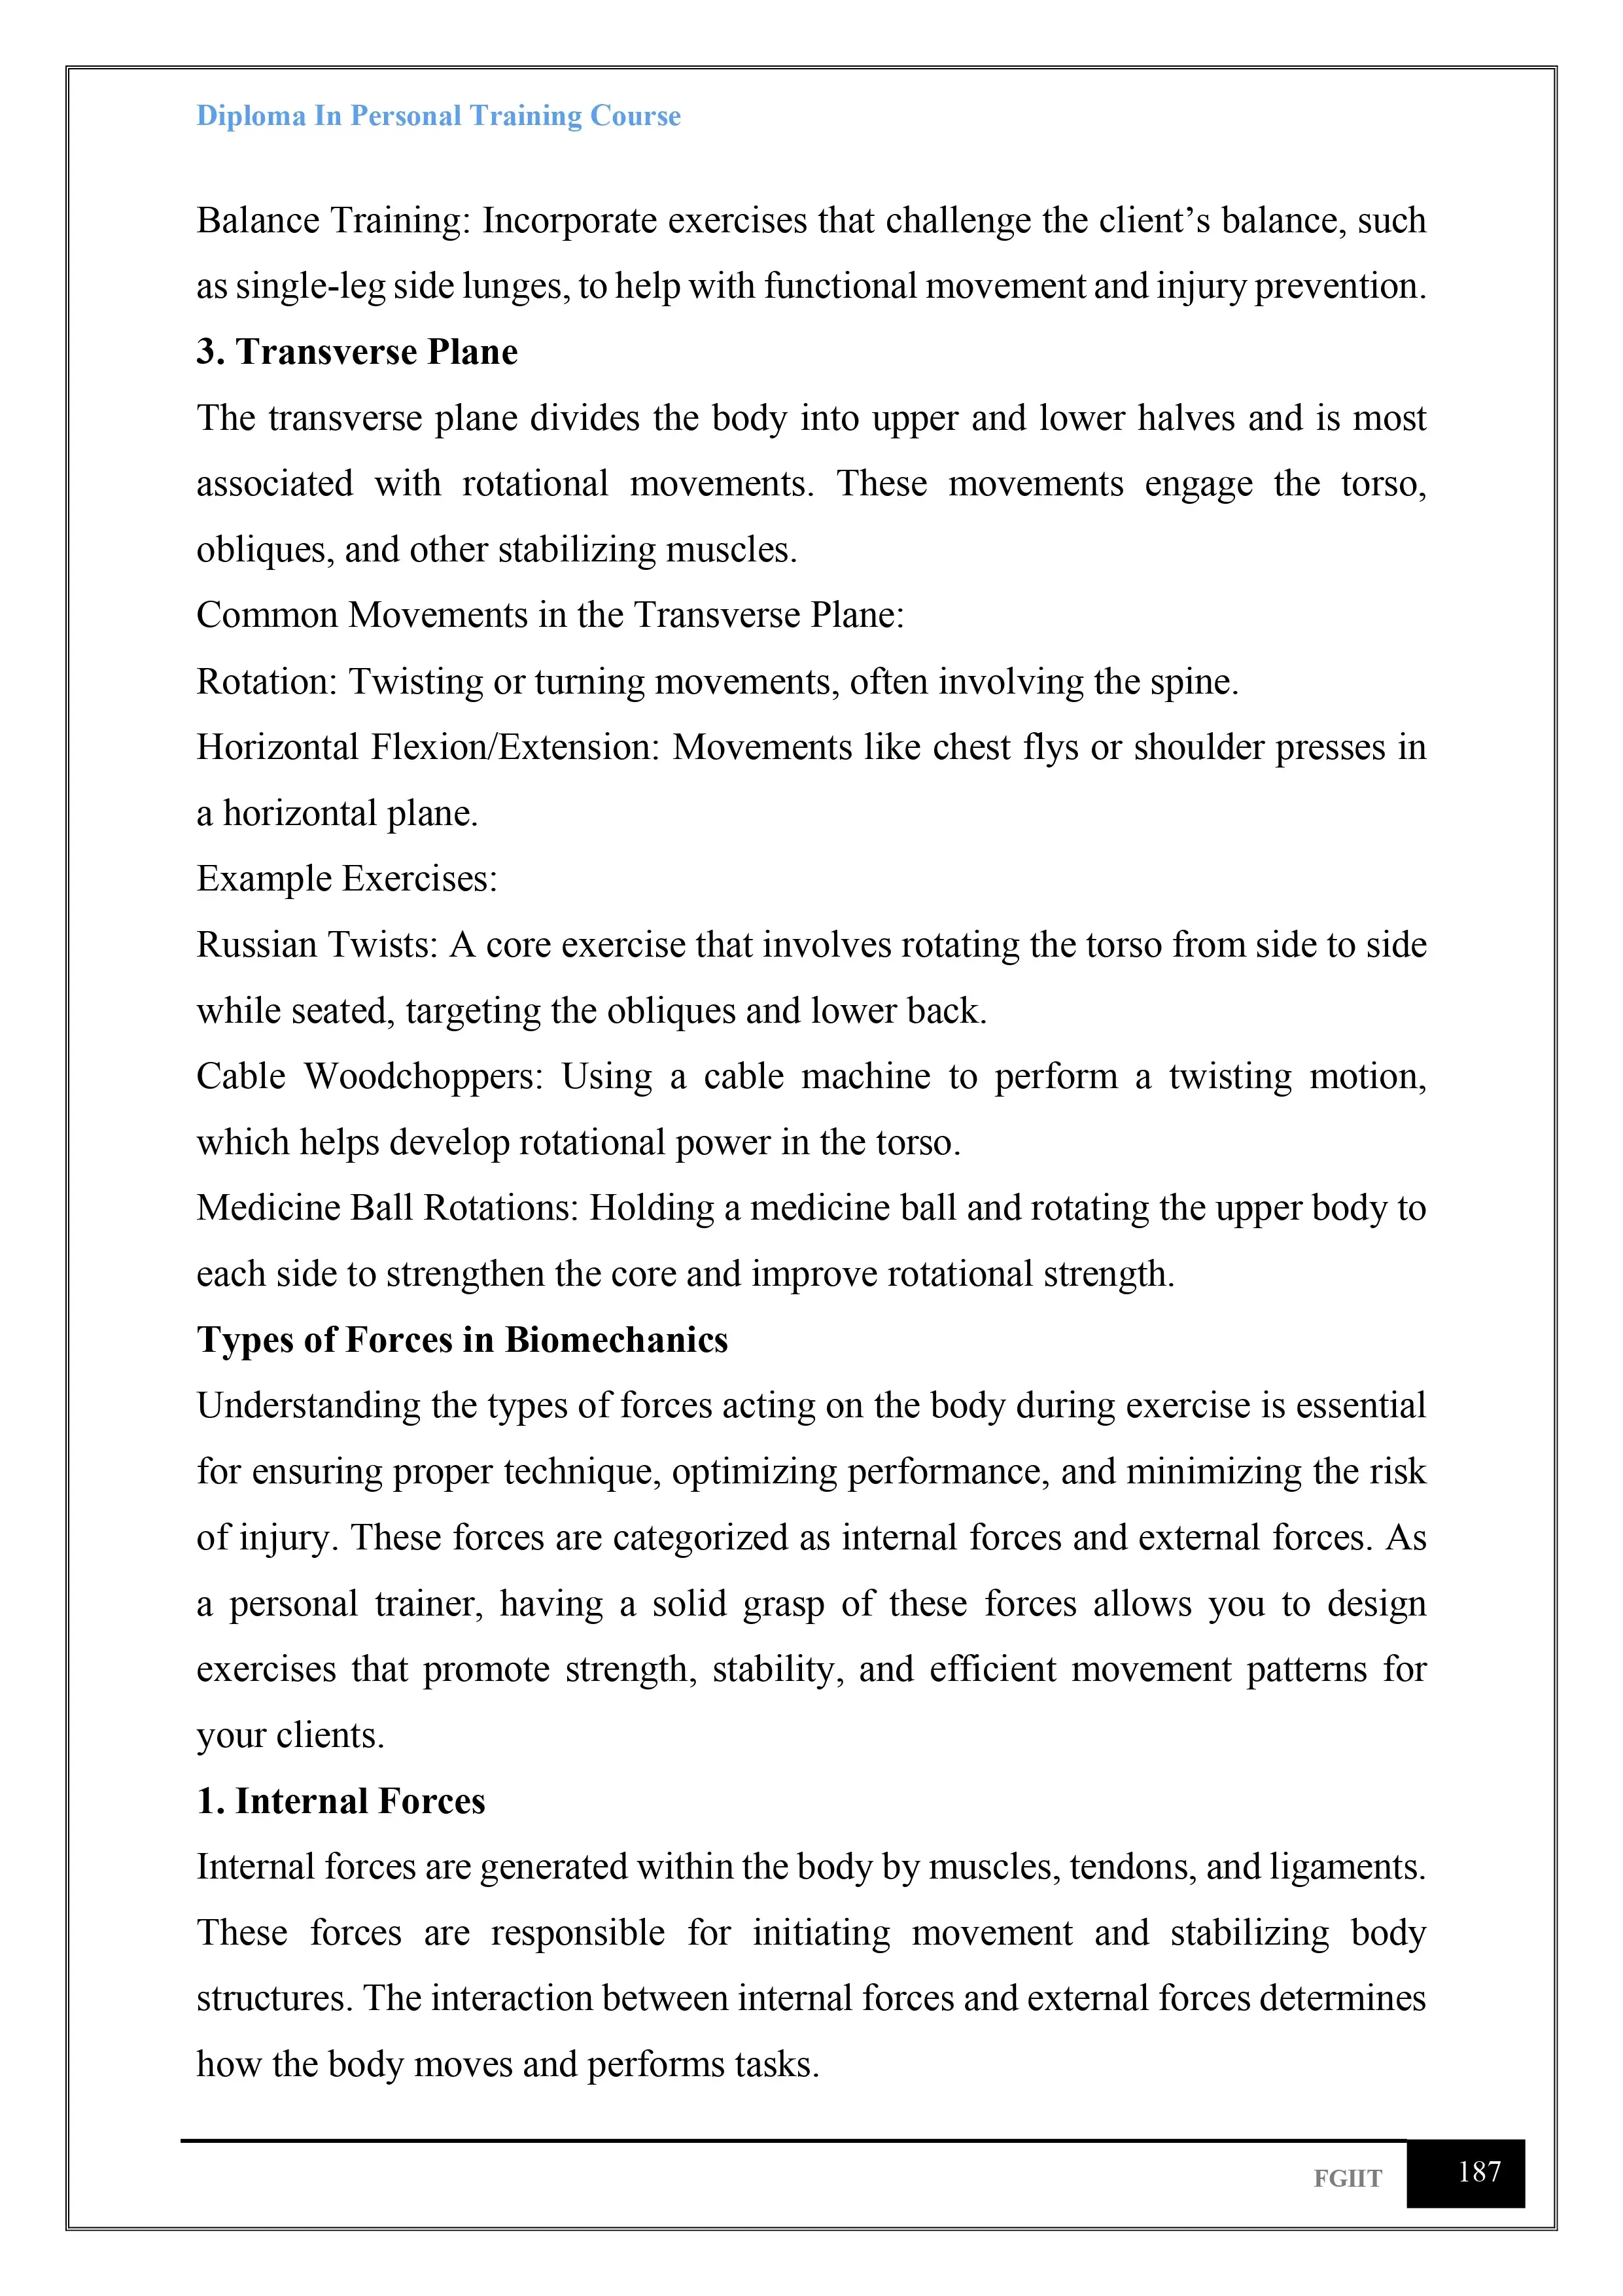 Diploma In Personal Training Course
Balance Training: Incorporate exercises that challenge the client’s balance, such
as single-leg side lunges, to help with functional movement and injury prevention.
3. Transverse Plane
The transverse plane divides the body into upper and lower halves and is most
associated with rotational movements. These movements engage the torso,
obliques, and other stabilizing muscles.
Common Movements in the Transverse Plane:
Rotation: Twisting or turning movements, often involving the spine.
Horizontal Flexion/Extension: Movements like chest flys or shoulder presses in
a horizontal plane.
Example Exercises:
Russian Twists: A core exercise that involves rotating the torso from side to side
while seated, targeting the obliques and lower back.
Cable Woodchoppers: Using a cable machine to perform a twisting motion,
which helps develop rotational power in the torso.
Medicine Ball Rotations: Holding a medicine ball and rotating the upper body to
each side to strengthen the core and improve rotational strength.
Types of Forces in Biomechanics
Understanding the types of forces acting on the body during exercise is essential
for ensuring proper technique, optimizing performance, and minimizing the risk
of injury. These forces are categorized as internal forces and external forces. As
a personal trainer, having a solid grasp of these forces allows you to design
exercises that promote strength, stability, and efficient movement patterns for
your clients.
1. Internal Forces
Internal forces are generated within the body by muscles, tendons, and ligaments.
These forces are responsible for initiating movement and stabilizing body
structures. The interaction between internal forces and external forces determines
how the body moves and performs tasks.
FGIIT 187